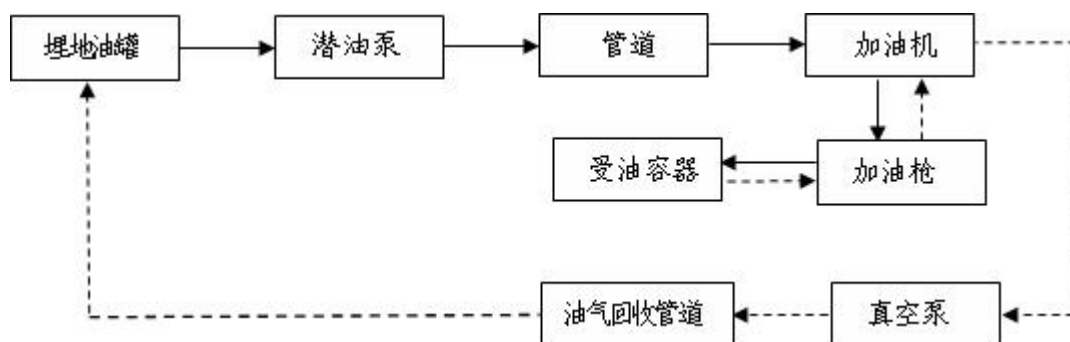 埋地油罐
潜油泵
管道
加油机
受油容器
加油枪
油气回收管道
真空泵